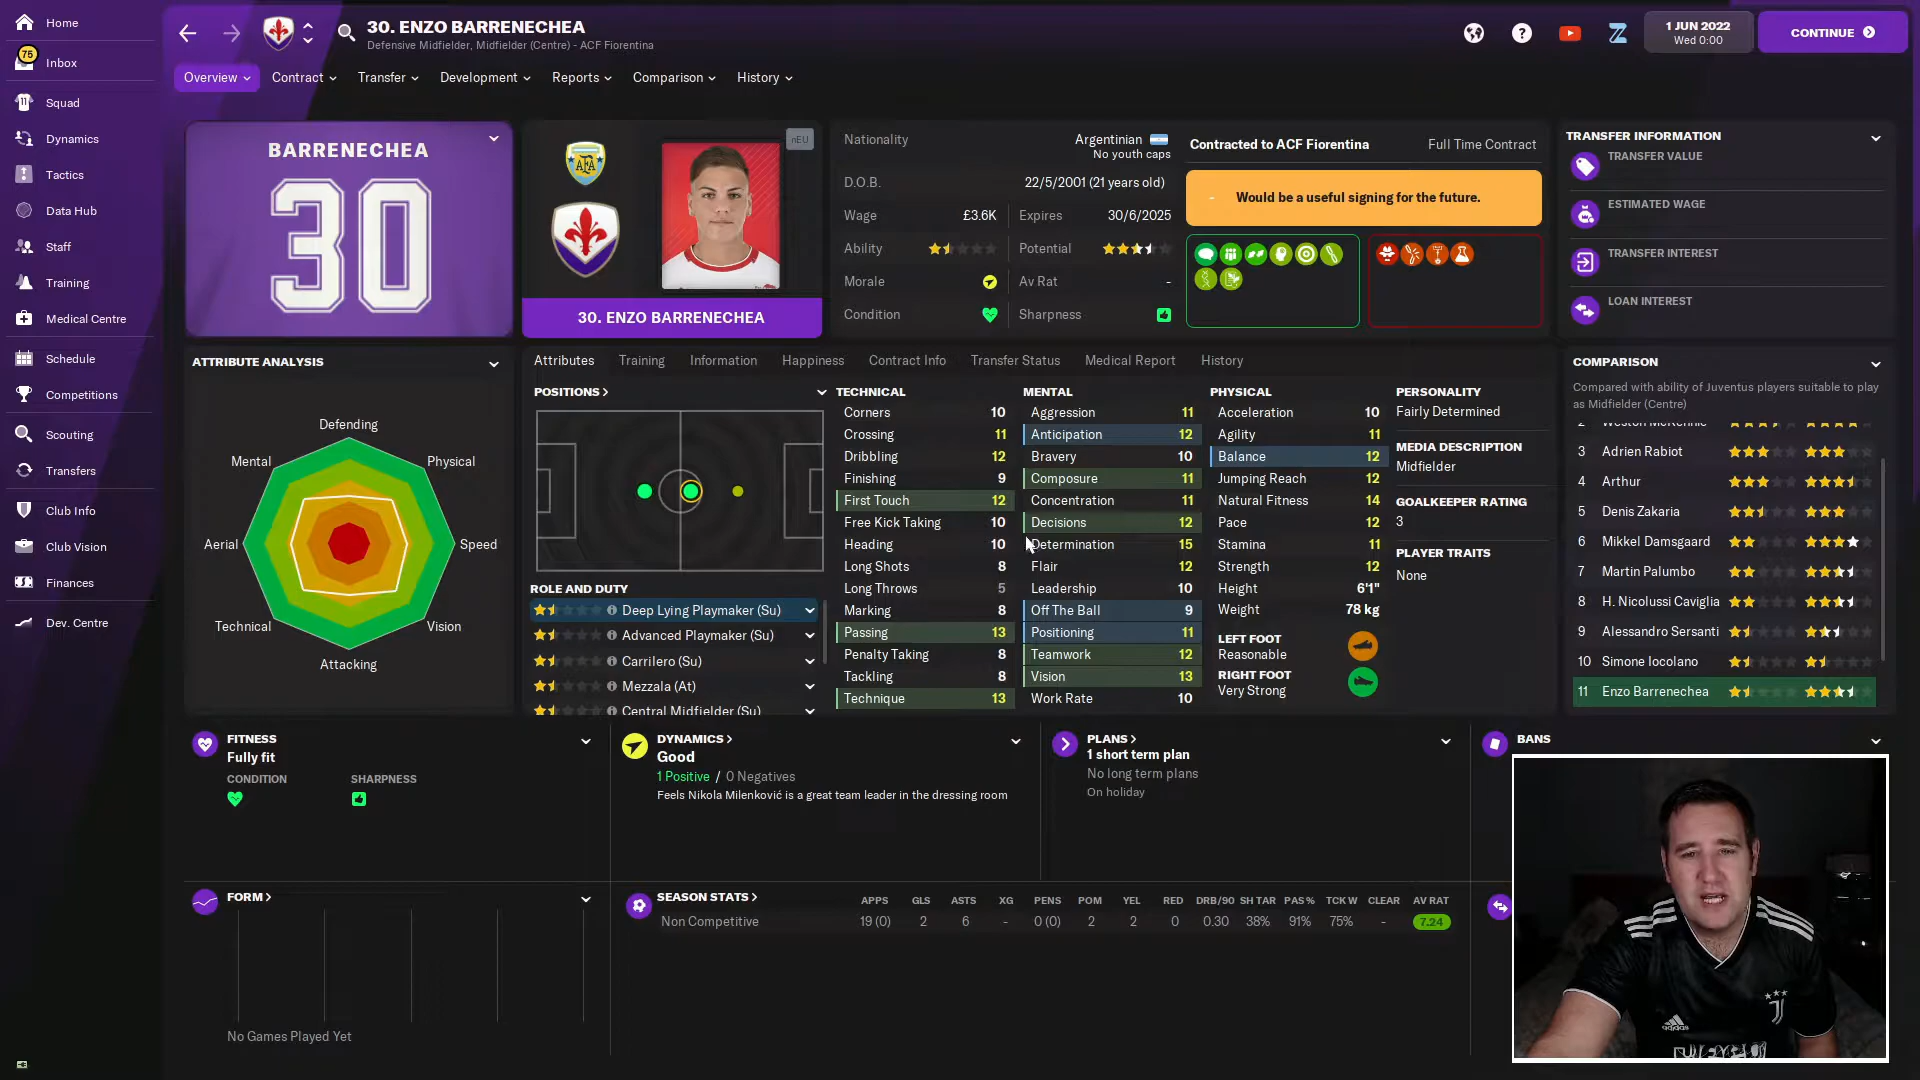 Home
75
Inbox
Squad
Dynamics
Tactics
Data Hub
Staff
Training
Medical Centre
Schedule
Competitions
Scouting
Transfers
Club Info
Club Vision
Finances
Dev. Centre
30. ENZO BARRENECHEA
Defensive Midfielder, Midfielder (Centre) - ACF Fiorentina
1 JUN 2022
Wed 0:00
CONTINUE
Overview Contract Transfer Development Reports Comparison History
BARRENECHEA
30
AFA
nEU
30. ENZO BARRENECHEA
Nationality Argentinian
No youth caps
D.O.B. 22/5/2001 (21 years old)
Wage £3.6K Expires 30/6/2025
Ability Potential
Morale Av Rat -
Condition Sharpness
Contracted to ACF Fiorentina Full Time Contract
- Would be a useful signing for the future.
TRANSFER INFORMATION
TRANSFER VALUE
ESTIMATED WAGE
TRANSFER INTEREST
LOAN INTEREST
ATTRIBUTE ANALYSIS
Defending
Mental Physical
Aerial Speed
Technical Vision
Attacking
Attributes Training Information Happiness Contract Info Transfer Status Medical Report History
POSITIONS >
ROLE AND DUTY
Deep Lying Playmaker (Su)
Advanced Playmaker (Su)
Carrilero (Su)
Mezzala (At)
Central Midfielder (Su)
TECHNICAL
Corners 10
Crossing 11
Dribbling 12
Finishing 9
First Touch 12
Free Kick Taking 10
Heading 10
Long Shots 8
Long Throws 5
Marking 8
Passing 13
Penalty Taking 8
Tackling 8
Technique 13
MENTAL
Aggression 11
Anticipation 12
Bravery 10
Composure 11
Concentration 11
Decisions 12
Determination 15
Flair 12
Leadership 10
Off The Ball 9
Positioning 11
Teamwork 12
Vision 13
Work Rate 10
PHYSICAL
Acceleration 10
Agility 11
Balance 12
Jumping Reach 12
Natural Fitness 14
Pace 12
Stamina 11
Strength 12
Height 6'1"
Weight 78 kg
LEFT FOOT
Reasonable
RIGHT FOOT
Very Strong
PERSONALITY
Fairly Determined
MEDIA DESCRIPTION
Midfielder
GOALKEEPER RATING
3
PLAYER TRAITS
None
COMPARISON
Compared with ability of Juventus players suitable to play
as Midfielder (Centre)
2 Weston McKennie
3 Adrien Rabiot
4 Arthur
5 Denis Zakaria
6 Mikkel Damsgaard
7 Martin Palumbo
8 H. Nicolussi Caviglia
9 Alessandro Sersanti
10 Simone Iocolano
11 Enzo Barrenechea
FITNESS
Fully fit
CONDITION SHARPNESS
DYNAMICS >
Good
1 Positive / 0 Negatives
Feels Nikola Milenković is a great team leader in the dressing room
PLANS >
1 short term plan
No long term plans
On holiday
BANS
FORM >
No Games Played Yet
SEASON STATS > APPS GLS ASTS XG PENS POM YEL RED DRB/90 SH TAR PAS % TCK W CLEAR AV RAT
Non Competitive 19 (0) 2 6 - 0 (0) 2 2 0 0.30 38% 91% 75% - 7.24
adidas